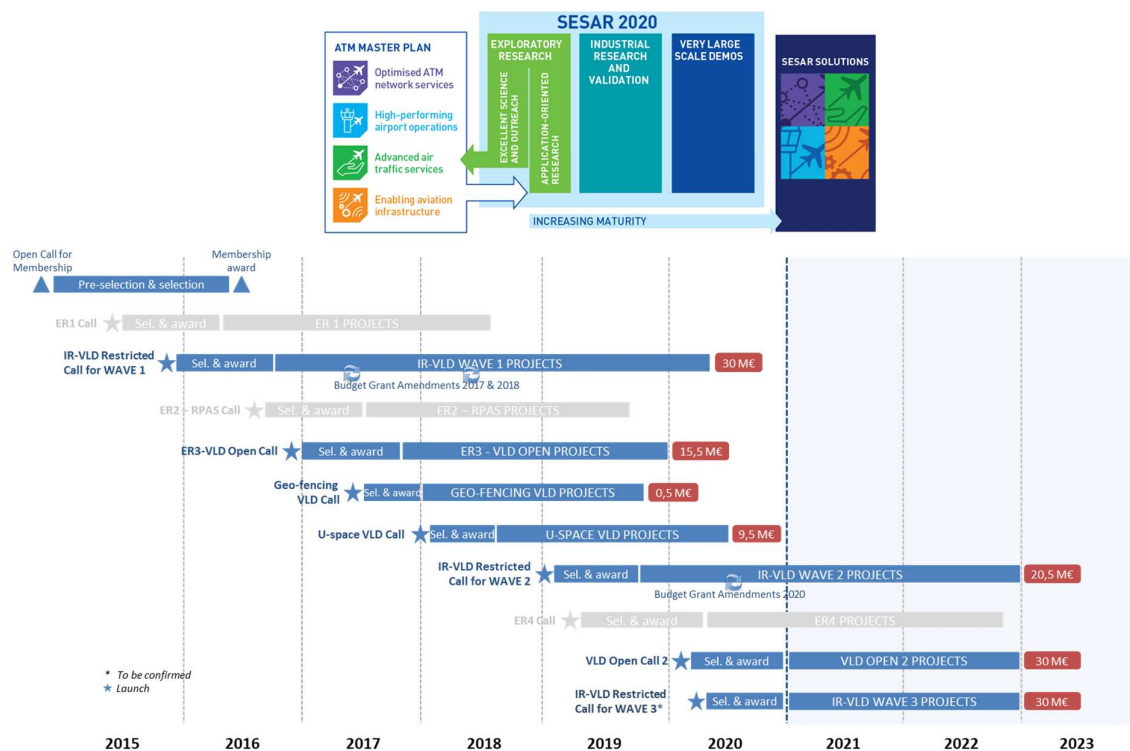 SESAR 2020
ATM MASTER PLAN
Optimised ATM
network services
High-performing
airport operations
Advanced air
traffic services
Enabling aviation
infrastructure
EXPLORATORY
RESEARCH
EXCELLENT SCIENCE
AND OUTREACH
APPLICATION-ORIENTED
RESEARCH
INDUSTRIAL
RESEARCH
AND
VALIDATION
VERY LARGE
SCALE DEMOS
SESAR SOLUTIONS
INCREASING MATURITY
Open Call for
Membership
Membership
award
Pre-selection & selection
ER1 Call
Sel. & award
ER 1 PROJECTS
IR-VLD Restricted
Call for WAVE 1
Sel. & award
IR-VLD WAVE 1 PROJECTS
30 M€
Budget Grant Amendments 2017 & 2018
ER2 – RPAS Call
Sel. & award
ER2 – RPAS PROJECTS
ER3-VLD Open Call
Sel. & award
ER3 - VLD OPEN PROJECTS
15,5 M€
Geo-fencing
VLD Call
Sel. & award
GEO-FENCING VLD PROJECTS
0,5 M€
U-space VLD Call
Sel. & award
U-SPACE VLD PROJECTS
9,5 M€
IR-VLD Restricted
Call for WAVE 2
Sel. & award
IR-VLD WAVE 2 PROJECTS
20,5 M€
Budget Grant Amendments 2020
ER4 Call
Sel. & award
ER4 PROJECTS
VLD Open Call 2
Sel. & award
VLD OPEN 2 PROJECTS
30 M€
* To be confirmed
Launch
IR-VLD Restricted
Call for WAVE 3*
Sel. & award
IR-VLD WAVE 3 PROJECTS
30 M€
2015 2016 2017 2018 2019 2020 2021 2022 2023